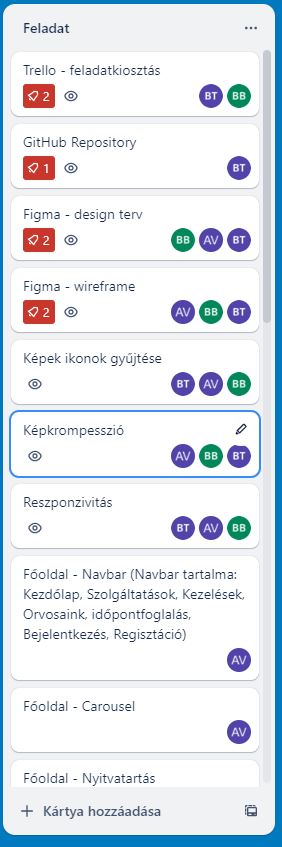 Feladat
Trello - feladatkiosztás
2
BT
BB
GitHub Repository
1
BT
Figma - design terv
2
BB
AV
BT
Figma - wireframe
2
AV
BB
BT
Képek ikonok gyűjtése
BT
AV
BB
Képkrompesszió
AV
BB
BT
Reszponzivitás
BT
AV
BB
Főoldal - Navbar (Navbar tartalma:
Kezdőlap, Szolgáltatások, Kezelések,
Orvosaink, időpontfoglalás,
Bejelentkezés, Regisztáció)
AV
Főoldal - Carousel
AV
Főoldal - Nyitvatartás
Kártya hozzáadása